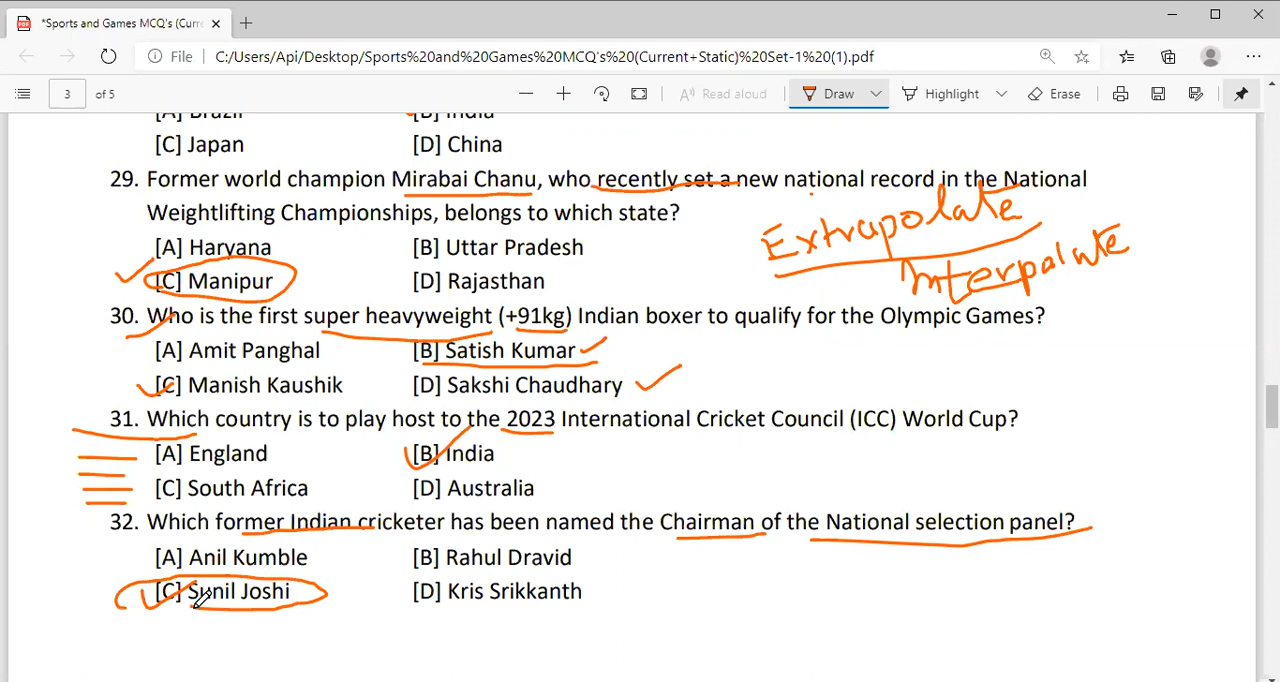 *Sports and Games MCQ's (Curre
File C:/Users/Api/Desktop/Sports%20and%20Games%20MCQ's%20(Current+Static)%20Set-1%20(1).pdf
3 of 5 Read aloud Draw Highlight Erase
[A] Brazil [B] India
[C] Japan [D] China
29. Former world champion Mirabai Chanu, who recently set a new national record in the National
Weightlifting Championships, belongs to which state?
[A] Haryana [B] Uttar Pradesh
[C] Manipur [D] Rajasthan
Extrapolate
Interpalate
30. Who is the first super heavyweight (+91kg) Indian boxer to qualify for the Olympic Games?
[A] Amit Panghal [B] Satish Kumar
[C] Manish Kaushik [D] Sakshi Chaudhary
31. Which country is to play host to the 2023 International Cricket Council (ICC) World Cup?
[A] England [B] India
[C] South Africa [D] Australia
32. Which former Indian cricketer has been named the Chairman of the National selection panel?
[A] Anil Kumble [B] Rahul Dravid
[C] Sunil Joshi [D] Kris Srikkanth